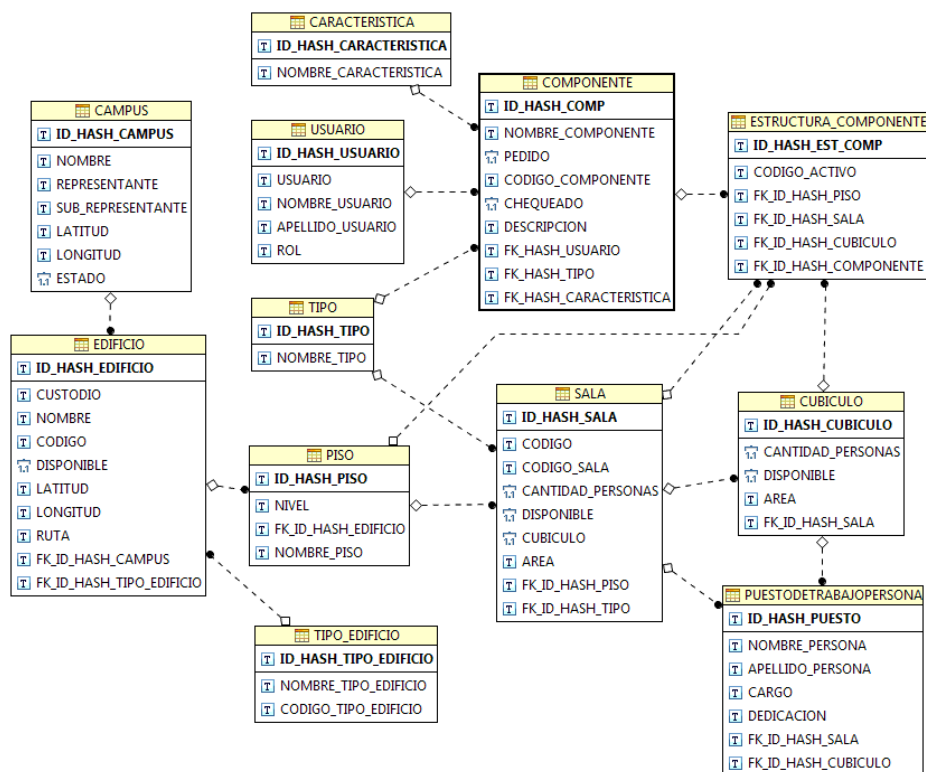 CARACTERISTICA
ID_HASH_CARACTERISTICA
NOMBRE_CARACTERISTICA
CAMPUS
ID_HASH_CAMPUS
NOMBRE
REPRESENTANTE
SUB_REPRESENTANTE
LATITUD
LONGITUD
ESTADO
USUARIO
ID_HASH_USUARIO
USUARIO
NOMBRE_USUARIO
APELLIDO_USUARIO
ROL
COMPONENTE
ID_HASH_COMP
NOMBRE_COMPONENTE
PEDIDO
CODIGO_COMPONENTE
CHEQUEADO
DESCRIPCION
FK_HASH_USUARIO
FK_HASH_TIPO
FK_HASH_CARACTERISTICA
ESTRUCTURA_COMPONENTE
ID_HASH_EST_COMP
CODIGO_ACTIVO
FK_ID_HASH_PISO
FK_ID_HASH_SALA
FK_ID_HASH_CUBICULO
FK_ID_HASH_COMPONENTE
TIPO
ID_HASH_TIPO
NOMBRE_TIPO
EDIFICIO
ID_HASH_EDIFICIO
CUSTODIO
NOMBRE
CODIGO
DISPONIBLE
LATITUD
LONGITUD
RUTA
FK_ID_HASH_CAMPUS
FK_ID_HASH_TIPO_EDIFICIO
PISO
ID_HASH_PISO
NIVEL
FK_ID_HASH_EDIFICIO
NOMBRE_PISO
SALA
ID_HASH_SALA
CODIGO
CODIGO_SALA
CANTIDAD_PERSONAS
DISPONIBLE
CUBICULO
AREA
FK_ID_HASH_PISO
FK_ID_HASH_TIPO
CUBICULO
ID_HASH_CUBICULO
CANTIDAD_PERSONAS
DISPONIBLE
AREA
FK_ID_HASH_SALA
TIPO_EDIFICIO
ID_HASH_TIPO_EDIFICIO
NOMBRE_TIPO_EDIFICIO
CODIGO_TIPO_EDIFICIO
PUESTODETRABAJOPERSONA
ID_HASH_PUESTO
NOMBRE_PERSONA
APELLIDO_PERSONA
CARGO
DEDICACION
FK_ID_HASH_SALA
FK_ID_HASH_CUBICULO